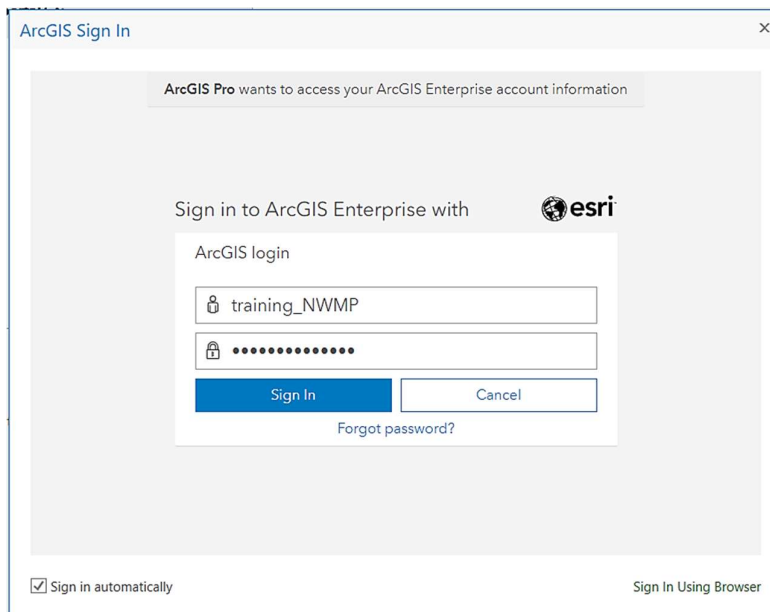 ArcGIS Sign In
ArcGIS Pro wants to access your ArcGIS Enterprise account information
Sign in to ArcGIS Enterprise with
esri
ArcGIS login
training_NWMP
••••••••••••••
Sign In Cancel
Forgot password?
Sign in automatically
Sign In Using Browser